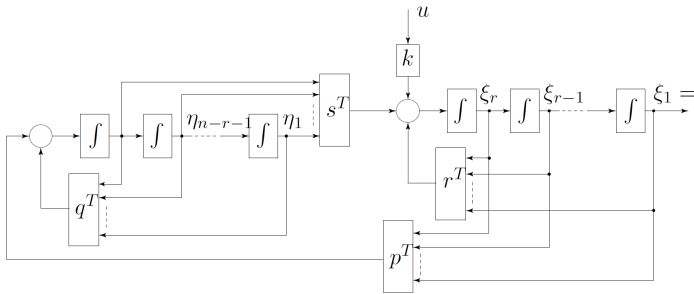 u
k
s^T
∫ ∫ η_{n-r-1} ∫ η_1
∫ ξ_r ∫ ξ_{r-1} ∫ ξ_1 =
q^T
r^T
p^T